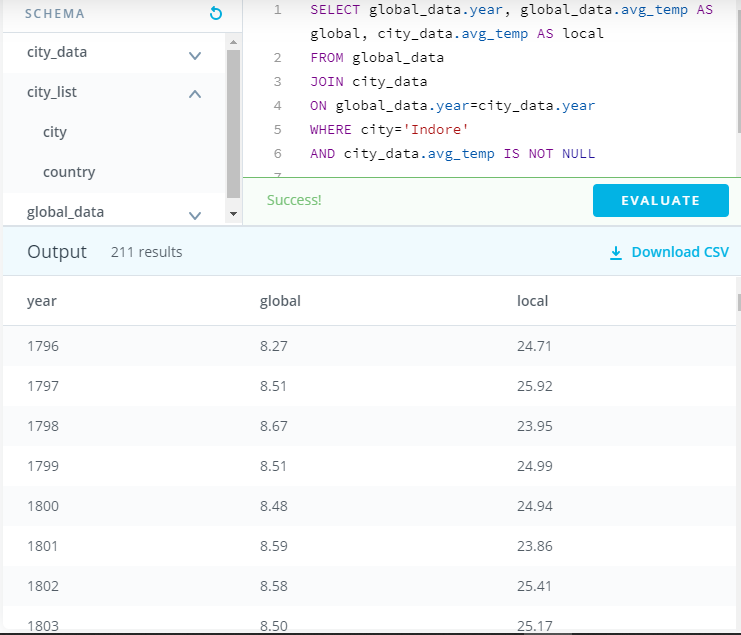 SCHEMA
city_data
city_list
city
country
global_data
1 SELECT global_data.year, global_data.avg_temp AS
global, city_data.avg_temp AS local
2 FROM global_data
3 JOIN city_data
4 ON global_data.year=city_data.year
5 WHERE city='Indore'
6 AND city_data.avg_temp IS NOT NULL
7
Success!
EVALUATE
Output 211 results
Download CSV
year global local
1796 8.27 24.71
1797 8.51 25.92
1798 8.67 23.95
1799 8.51 24.99
1800 8.48 24.94
1801 8.59 23.86
1802 8.58 25.41
1803 8.50 25.17